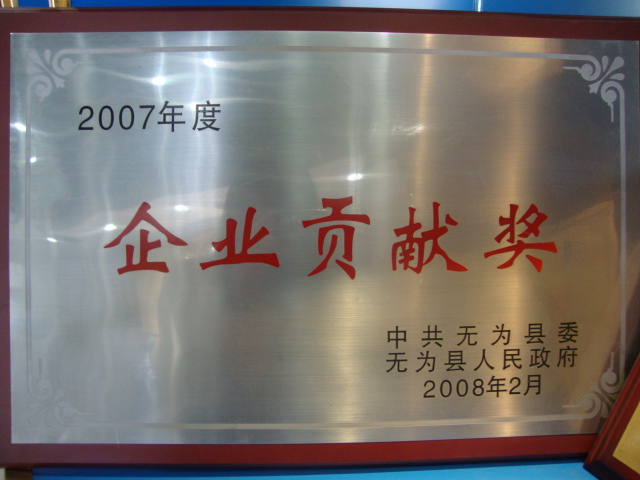 2007年度
企业贡献奖
中共无为县委
无为县人民政府
2008年2月